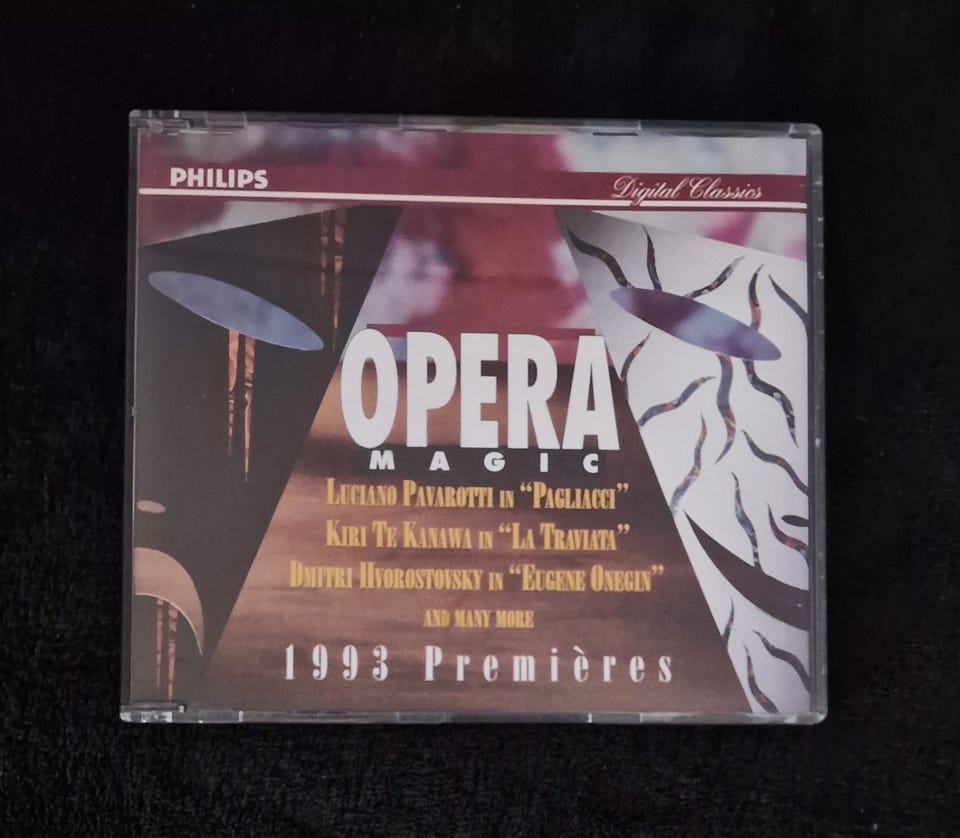 PHILIPS
Digital Classics
OPERA
MAGIC
LUCIANO PAVAROTTI IN “PAGLIACCI”
KIRI TE KANAWA IN “LA TRAVIATA”
DMITRI HVOROSTOVSKY IN “EUGENE ONEGIN”
AND MANY MORE
1993 Premières